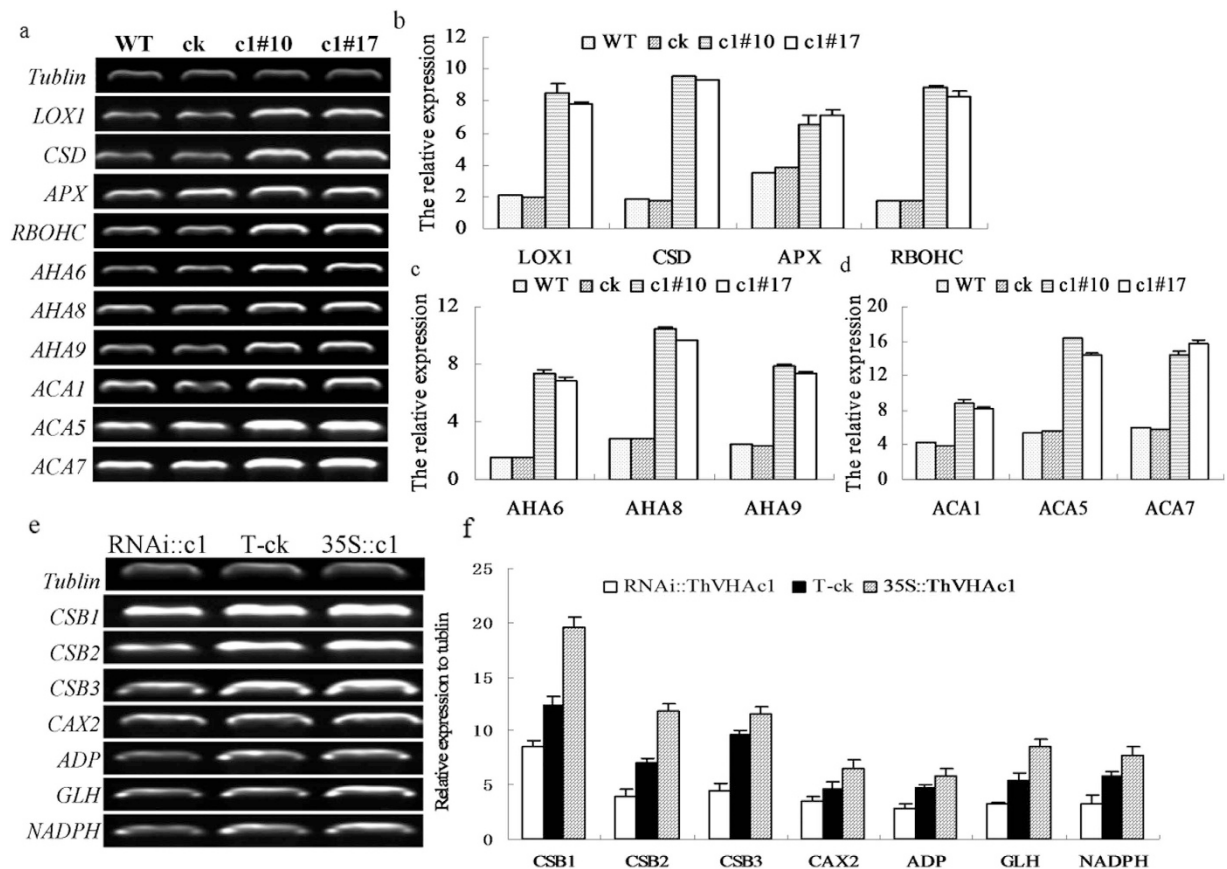 a
WT ck c1#10 c1#17
Tublin
LOX1
CSD
APX
RBOHC
AHA6
AHA8
AHA9
ACA1
ACA5
ACA7
b
WT ck c1#10 c1#17
The relative expression
12
10
8
6
4
2
0
LOX1 CSD APX RBOHC
c
WT ck c1#10 c1#17
The relative expression
12
9
6
3
0
AHA6 AHA8 AHA9
d
WT ck c1#10 c1#17
The relative expression
20
16
12
8
4
0
ACA1 ACA5 ACA7
e
RNAi::c1 T-ck 35S::c1
Tublin
CSB1
CSB2
CSB3
CAX2
ADP
GLH
NADPH
f
RNAi::ThVHAc1 T-ck 35S::ThVHAc1
Relative expression to tublin
25
20
15
10
5
0
CSB1 CSB2 CSB3 CAX2 ADP GLH NADPH